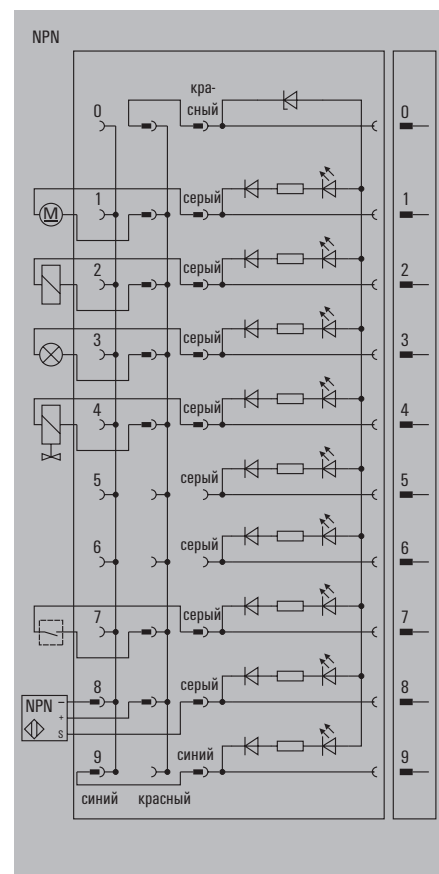 NPN
кра-
сный
0
0
1
серый
1
M
2
серый
2
3
серый
3
4
серый
4
5
серый
5
6
серый
6
7
серый
7
8
серый
8
NPN
–
+
s
9
синий
9
синий красный